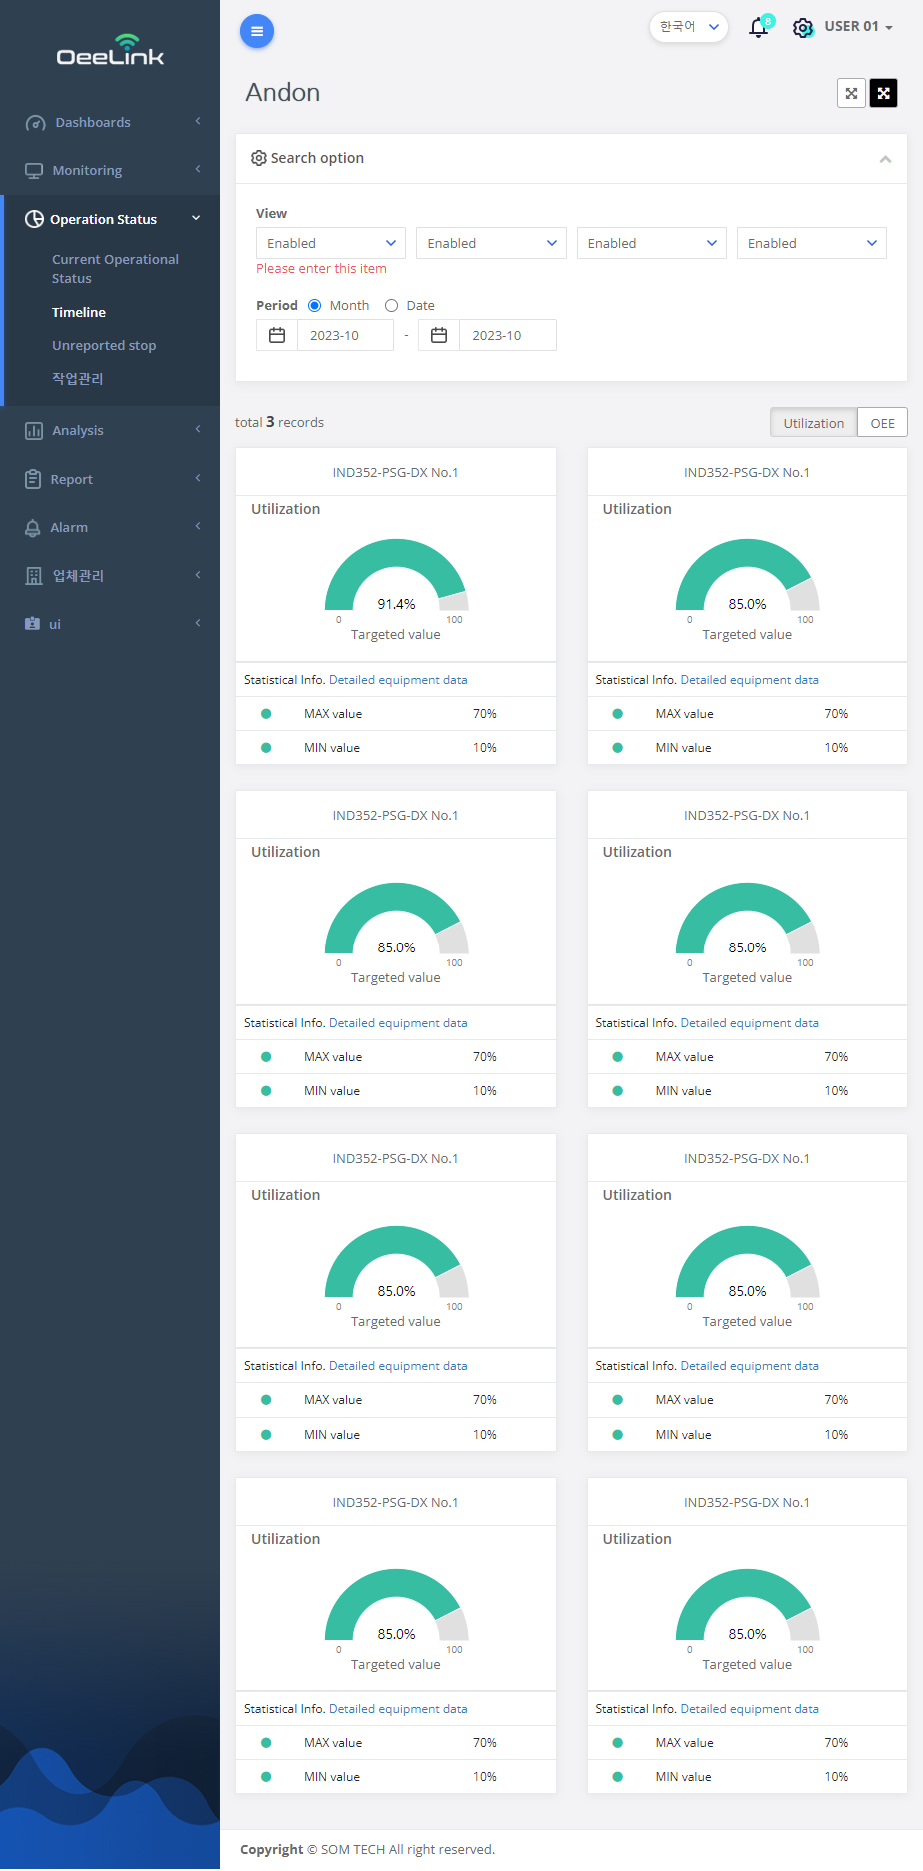 OeeLink
한국어
8
USER 01
Dashboards
Monitoring
Operation Status
Current Operational
Status
Timeline
Unreported stop
작업관리
Analysis
Report
Alarm
업체관리
ui
Andon
Search option
View
Enabled Enabled Enabled Enabled
Please enter this item
Period Month Date
2023-10 - 2023-10
total 3 records
Utilization OEE
IND352-PSG-DX No.1
Utilization
91.4%
0 100
Targeted value
Statistical Info. Detailed equipment data
MAX value 70%
MIN value 10%
IND352-PSG-DX No.1
Utilization
85.0%
0 100
Targeted value
Statistical Info. Detailed equipment data
MAX value 70%
MIN value 10%
IND352-PSG-DX No.1
Utilization
85.0%
0 100
Targeted value
Statistical Info. Detailed equipment data
MAX value 70%
MIN value 10%
IND352-PSG-DX No.1
Utilization
85.0%
0 100
Targeted value
Statistical Info. Detailed equipment data
MAX value 70%
MIN value 10%
IND352-PSG-DX No.1
Utilization
85.0%
0 100
Targeted value
Statistical Info. Detailed equipment data
MAX value 70%
MIN value 10%
IND352-PSG-DX No.1
Utilization
85.0%
0 100
Targeted value
Statistical Info. Detailed equipment data
MAX value 70%
MIN value 10%
IND352-PSG-DX No.1
Utilization
85.0%
0 100
Targeted value
Statistical Info. Detailed equipment data
MAX value 70%
MIN value 10%
IND352-PSG-DX No.1
Utilization
85.0%
0 100
Targeted value
Statistical Info. Detailed equipment data
MAX value 70%
MIN value 10%
Copyright © SOM TECH All right reserved.